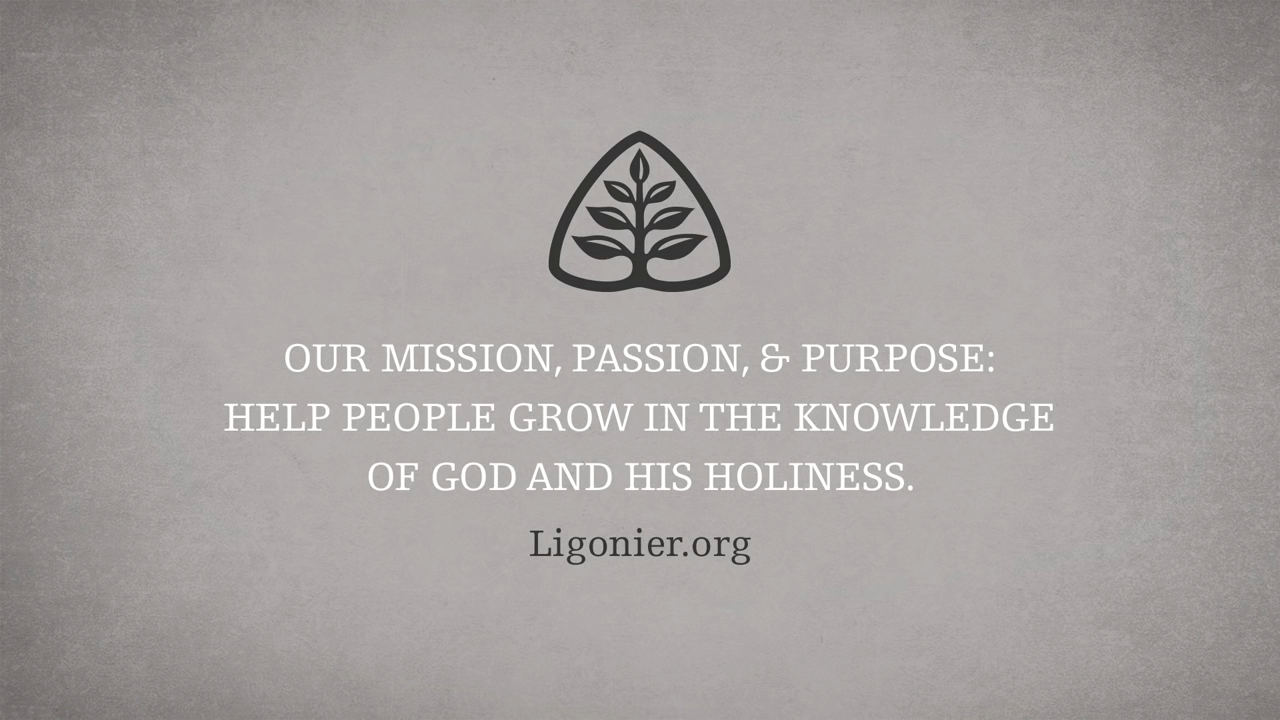 OUR MISSION, PASSION, & PURPOSE:
HELP PEOPLE GROW IN THE KNOWLEDGE
OF GOD AND HIS HOLINESS.
Ligonier.org